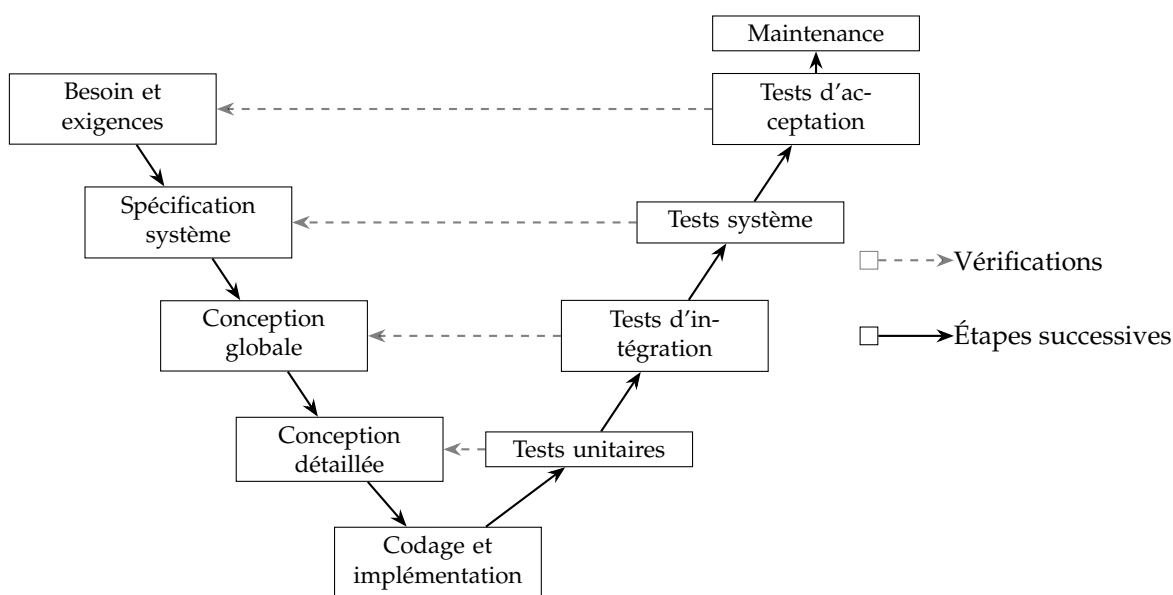 Maintenance
Besoin et
exigences
Tests d'ac-
ceptation
Spécification
système
Tests système
Vérifications
Conception
globale
Tests d'in-
tégration
Étapes successives
Conception
détaillée
Tests unitaires
Codage et
implémentation